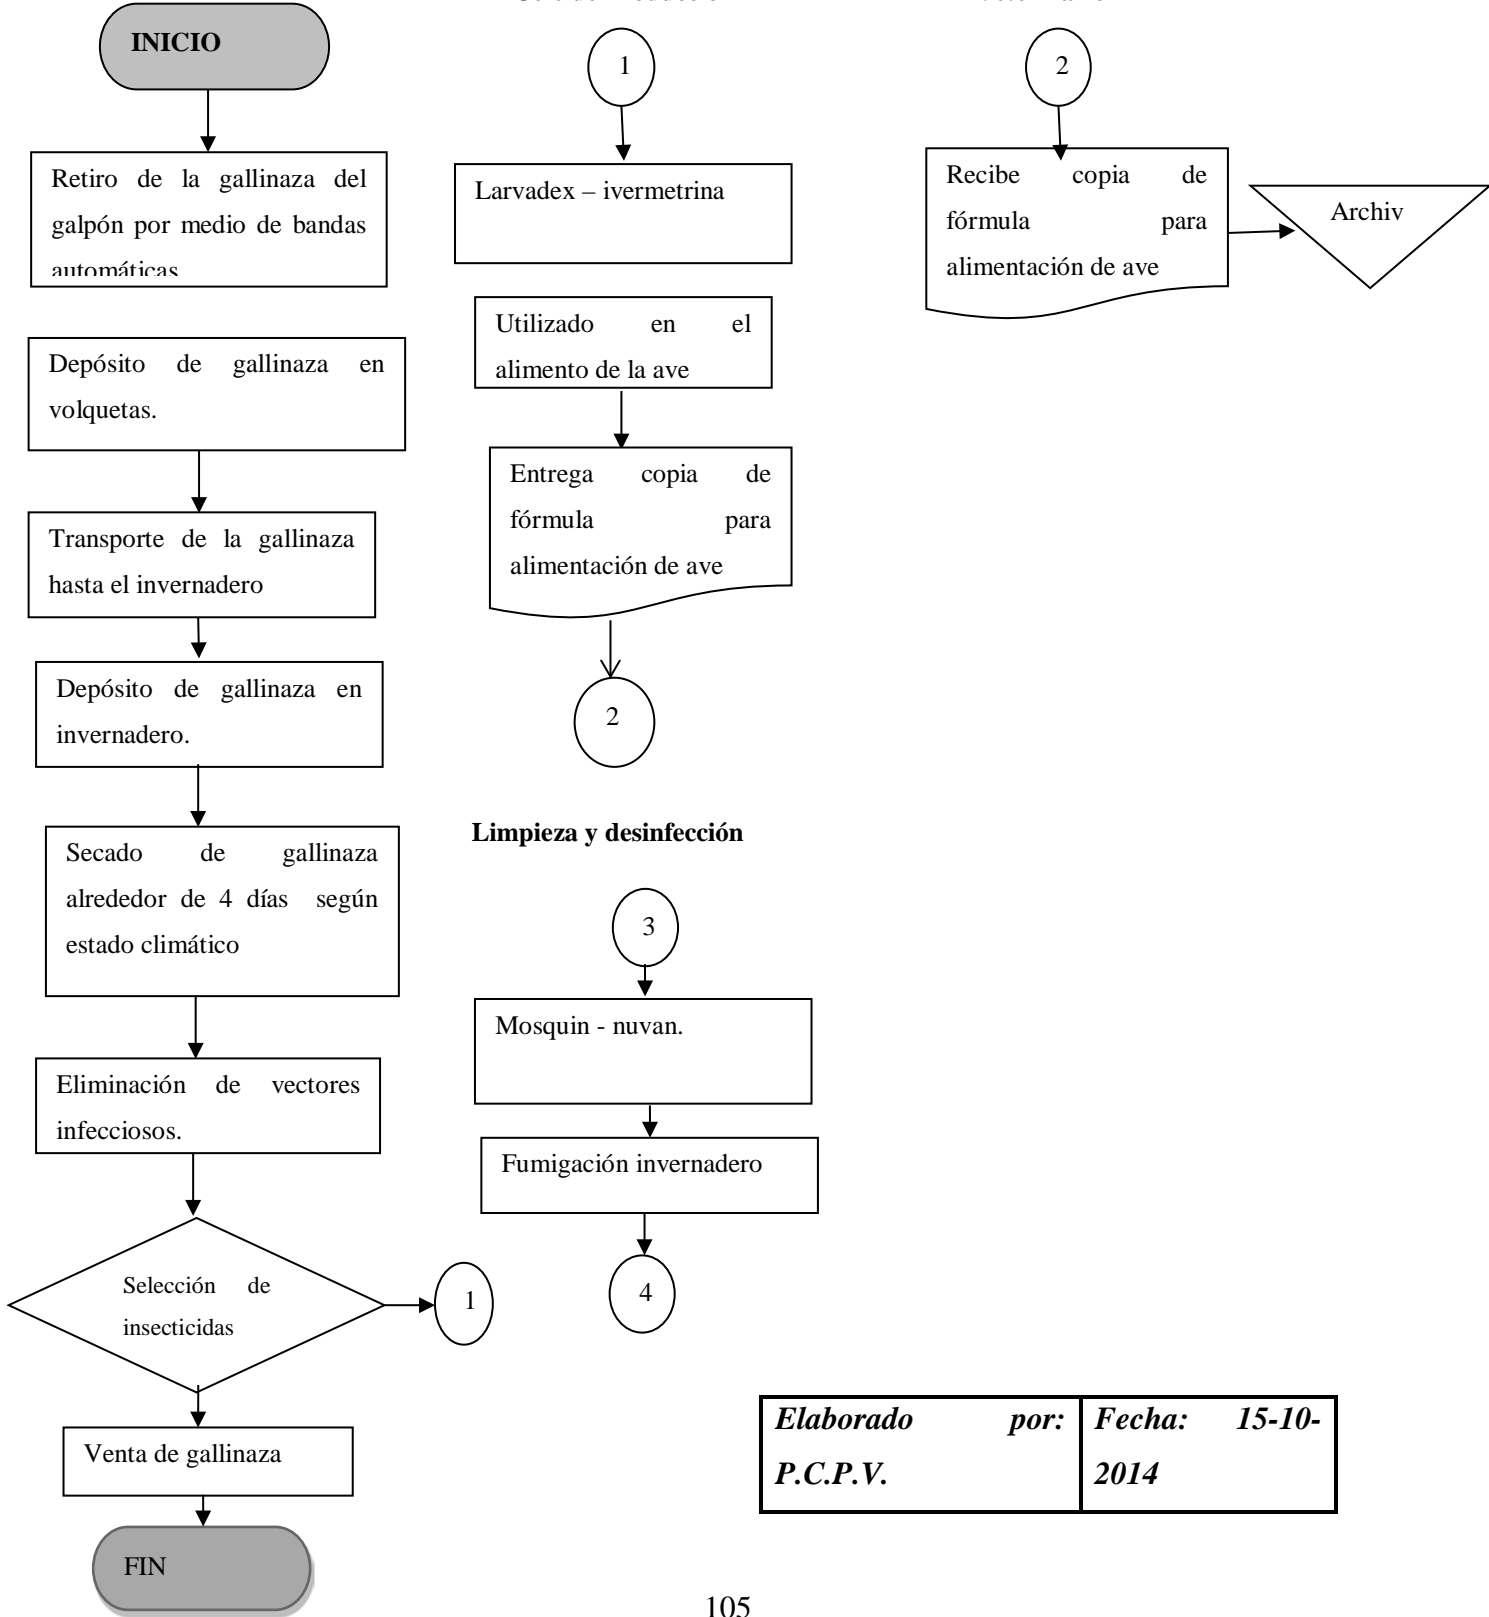 INICIO
Retiro de la gallinaza del
galpón por medio de bandas
automáticas
Depósito de gallinaza en
volquetas.
Transporte de la gallinaza
hasta el invernadero
Depósito de gallinaza en
invernadero.
Secado de gallinaza
alrededor de 4 días según
estado climático
Eliminación de vectores
infecciosos.
Selección de
insecticidas
1
Venta de gallinaza
FIN
1
Larvadex – ivermetrina
Utilizado en el
alimento de la ave
Entrega copia de
fórmula para
alimentación de ave
2
Limpieza y desinfección
3
Mosquin - nuvan.
Fumigación invernadero
4
2
Recibe copia de
fórmula para
alimentación de ave
Archiv
Elaborado por:
P.C.P.V.
Fecha: 15-10-
2014
105